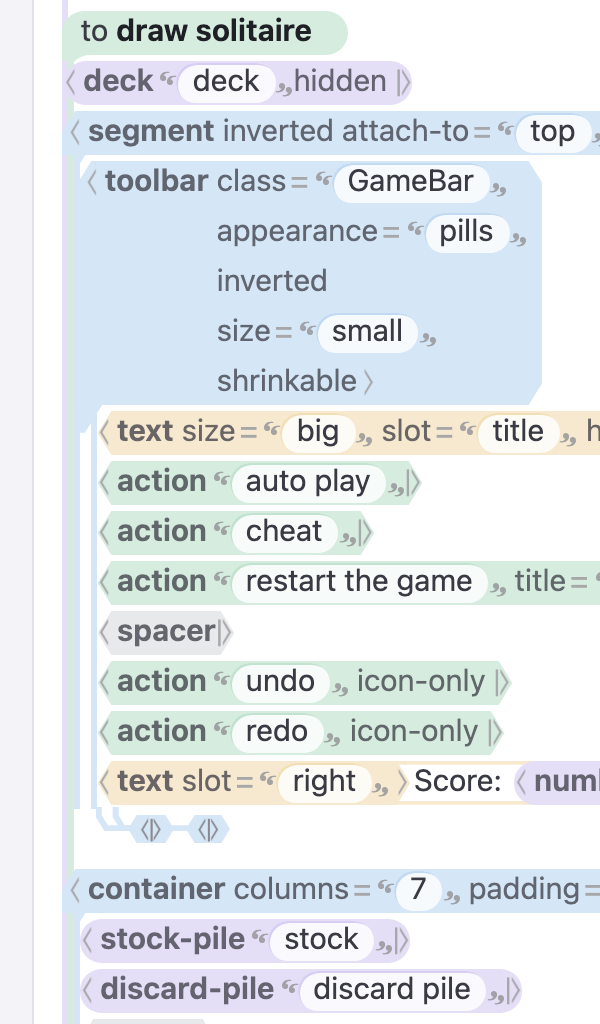 to draw solitaire
⟨ deck “ deck ” hidden |⟩
⟨ segment inverted attach-to = “ top ”
⟨ toolbar class = “ GameBar ”
appearance = “ pills ”
inverted
size = “ small ”
shrinkable ⟩
⟨ text size = “ big ” slot = “ title ” h
⟨ action “ auto play ” |⟩
⟨ action “ cheat ” |⟩
⟨ action “ restart the game ” title = “
⟨ spacer |⟩
⟨ action “ undo ” icon-only |⟩
⟨ action “ redo ” icon-only |⟩
⟨ text slot = “ right ” ⟩ Score: ⟨ num
⟨|⟩ ⟨|⟩
⟨ container columns = “ 7 ” padding =
⟨ stock-pile “ stock ” |⟩
⟨ discard-pile “ discard pile ” |⟩